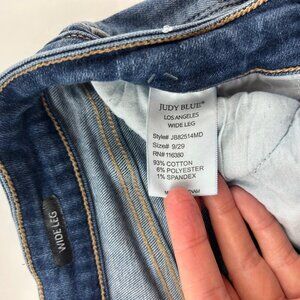 JUDY BLUE®
LOS ANGELES
WIDE LEG
Style# JB82514MD
Size# 9/29
RN# 116380
93% COTTON
6% POLYESTER
1% SPANDEX
WIDE LEG